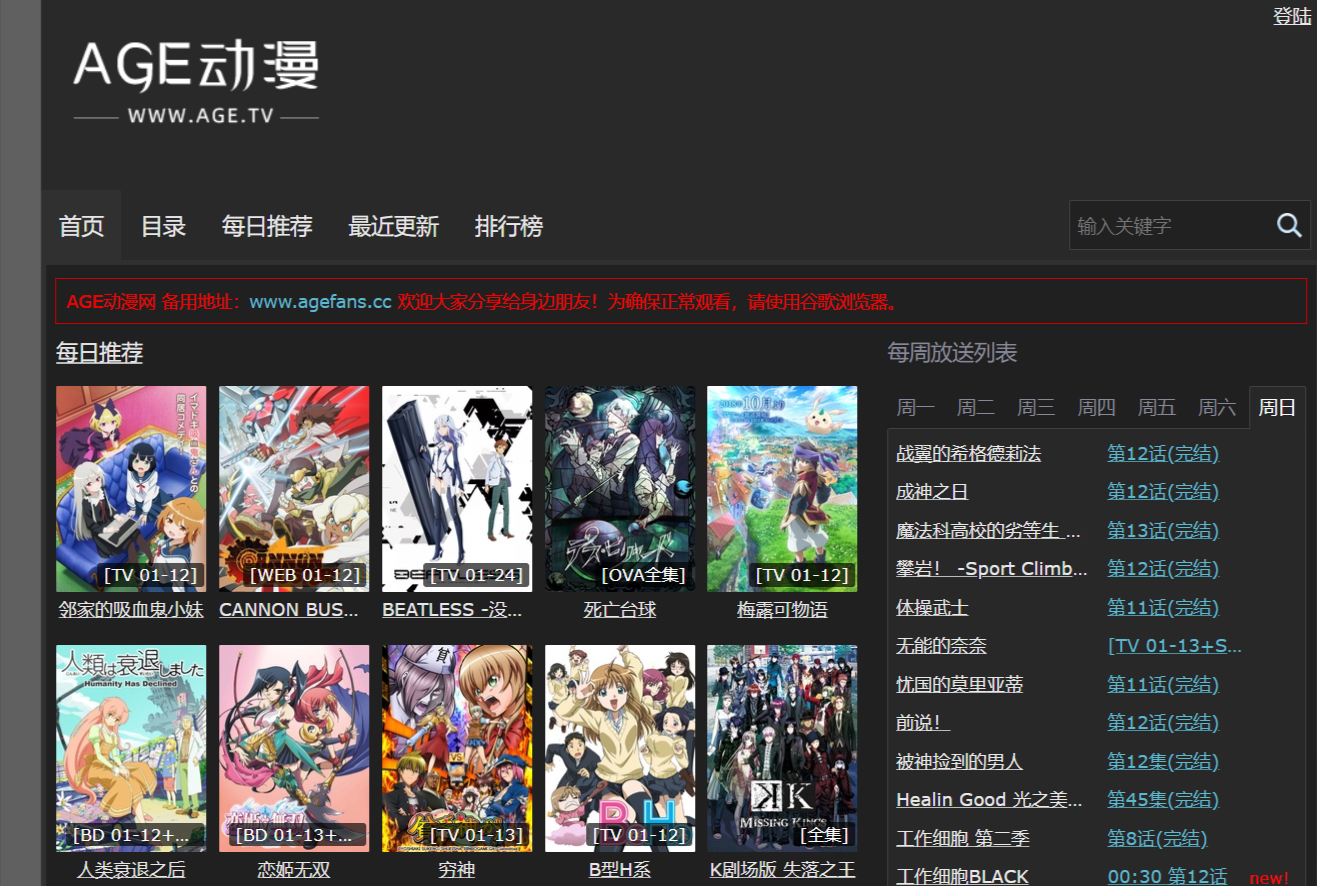 登陆
AGE动漫
WWW.AGE.TV
首页 目录 每日推荐 最近更新 排行榜 输入关键字
AGE动漫网 备用地址：www.agefans.cc 欢迎大家分享给身边朋友！为确保正常观看，请使用谷歌浏览器。
每日推荐
[TV 01-12] [WEB 01-12] [TV 01-24] [OVA全集] [TV 01-12]
邻家的吸血鬼小妹 CANNON BUS... BEATLESS -没... 死亡台球 梅露可物语
人類は衰退しました
Humanity Has Declined
MISSING KINGS
[BD 01-12+... [BD 01-13+... [TV 01-13] [TV 01-12] [全集]
人类衰退之后 恋姬无双 穷神 B型H系 K剧场版 失落之王
每周放送列表
周一 周二 周三 周四 周五 周六 周日
战翼的希格德莉法 第12话(完结)
成神之日 第12话(完结)
魔法科高校的劣等生 ... 第13话(完结)
攀岩！ -Sport Climb... 第12话(完结)
体操武士 第11话(完结)
无能的奈奈 [TV 01-13+S...
忧国的莫里亚蒂 第11话(完结)
前说！ 第12话(完结)
被神捡到的男人 第12集(完结)
Healin Good 光之美... 第45集(完结)
工作细胞 第二季 第8话(完结)
工作细胞BLACK 00:30 第12话 new!